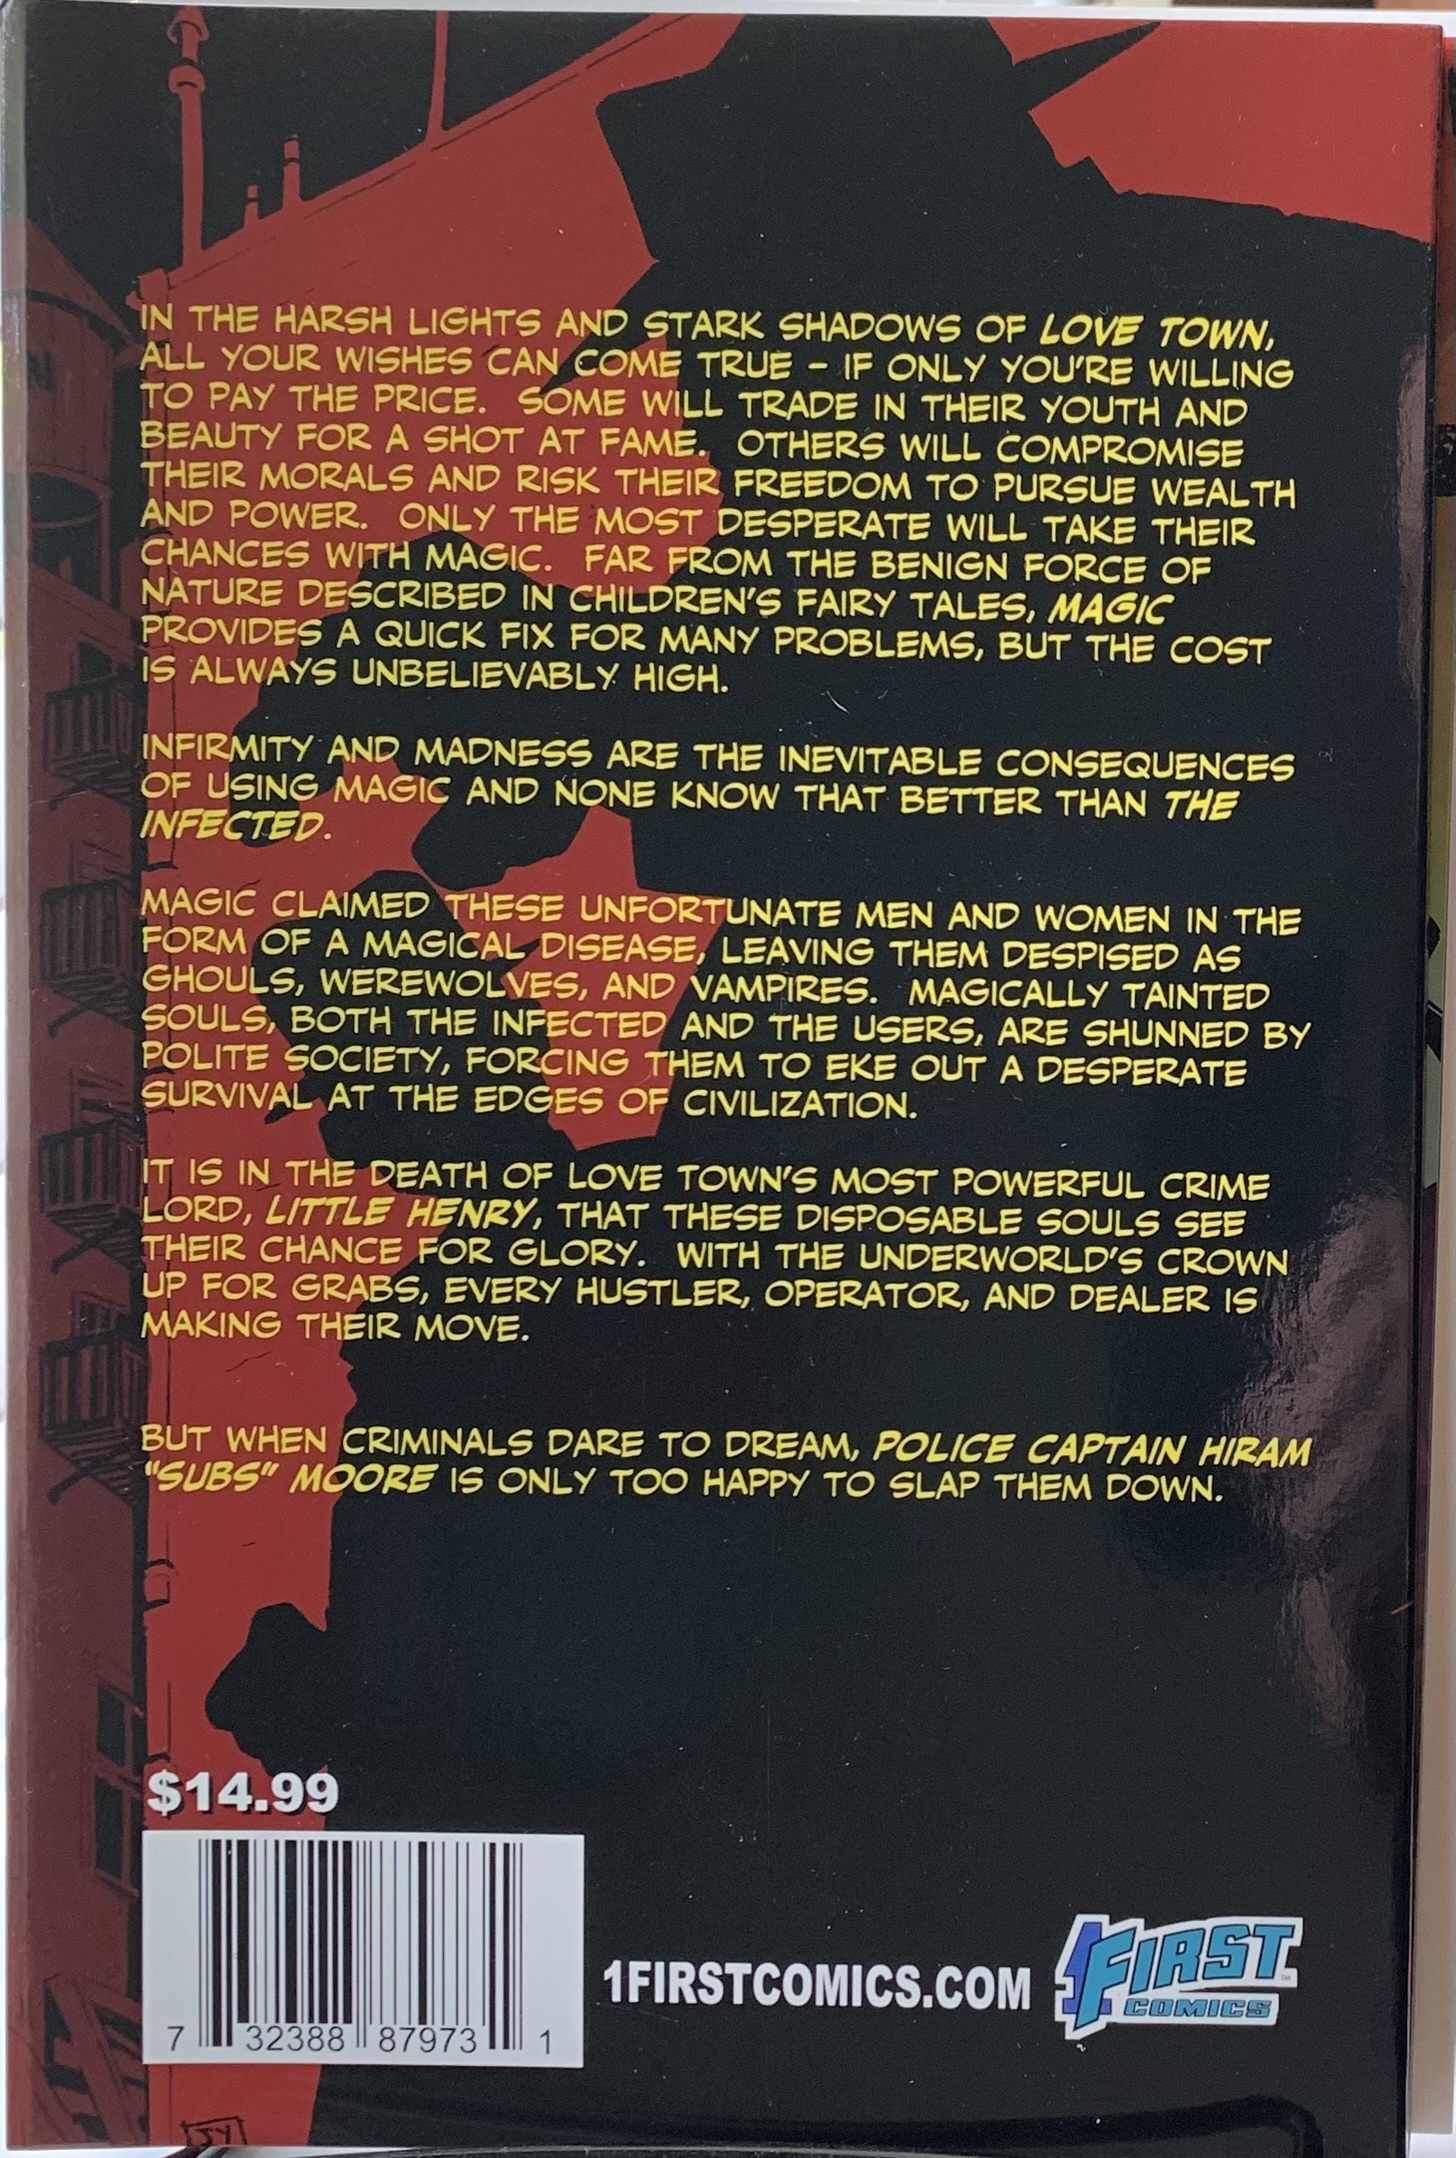 IN THE HARSH LIGHTS AND STARK SHADOWS OF LOVE TOWN,
ALL YOUR WISHES CAN COME TRUE – IF ONLY YOU'RE WILLING
TO PAY THE PRICE. SOME WILL TRADE IN THEIR YOUTH AND
BEAUTY FOR A SHOT AT FAME. OTHERS WILL COMPROMISE
THEIR MORALS AND RISK THEIR FREEDOM TO PURSUE WEALTH
AND POWER. ONLY THE MOST DESPERATE WILL TAKE THEIR
CHANCES WITH MAGIC. FAR FROM THE BENIGN FORCE OF
NATURE DESCRIBED IN CHILDREN'S FAIRY TALES, MAGIC
PROVIDES A QUICK FIX FOR MANY PROBLEMS, BUT THE COST
IS ALWAYS UNBELIEVABLY HIGH.
INFIRMITY AND MADNESS ARE THE INEVITABLE CONSEQUENCES
OF USING MAGIC AND NONE KNOW THAT BETTER THAN THE
INFECTED.
MAGIC CLAIMED THESE UNFORTUNATE MEN AND WOMEN IN THE
FORM OF A MAGICAL DISEASE, LEAVING THEM DESPISED AS
GHOULS, WEREWOLVES, AND VAMPIRES. MAGICALLY TAINTED
SOULS, BOTH THE INFECTED AND THE USERS, ARE SHUNNED BY
POLITE SOCIETY, FORCING THEM TO EKE OUT A DESPERATE
SURVIVAL AT THE EDGES OF CIVILIZATION.
IT IS IN THE DEATH OF LOVE TOWN'S MOST POWERFUL CRIME
LORD, LITTLE HENRY, THAT THESE DISPOSABLE SOULS SEE
THEIR CHANCE FOR GLORY. WITH THE UNDERWORLD'S CROWN
UP FOR GRABS, EVERY HUSTLER, OPERATOR, AND DEALER IS
MAKING THEIR MOVE.
BUT WHEN CRIMINALS DARE TO DREAM, POLICE CAPTAIN HIRAM
"SUBS" MOORE IS ONLY TOO HAPPY TO SLAP THEM DOWN.
$14.99
7 32388 87973 1
1FIRSTCOMICS.COM
1FIRST
COMICS